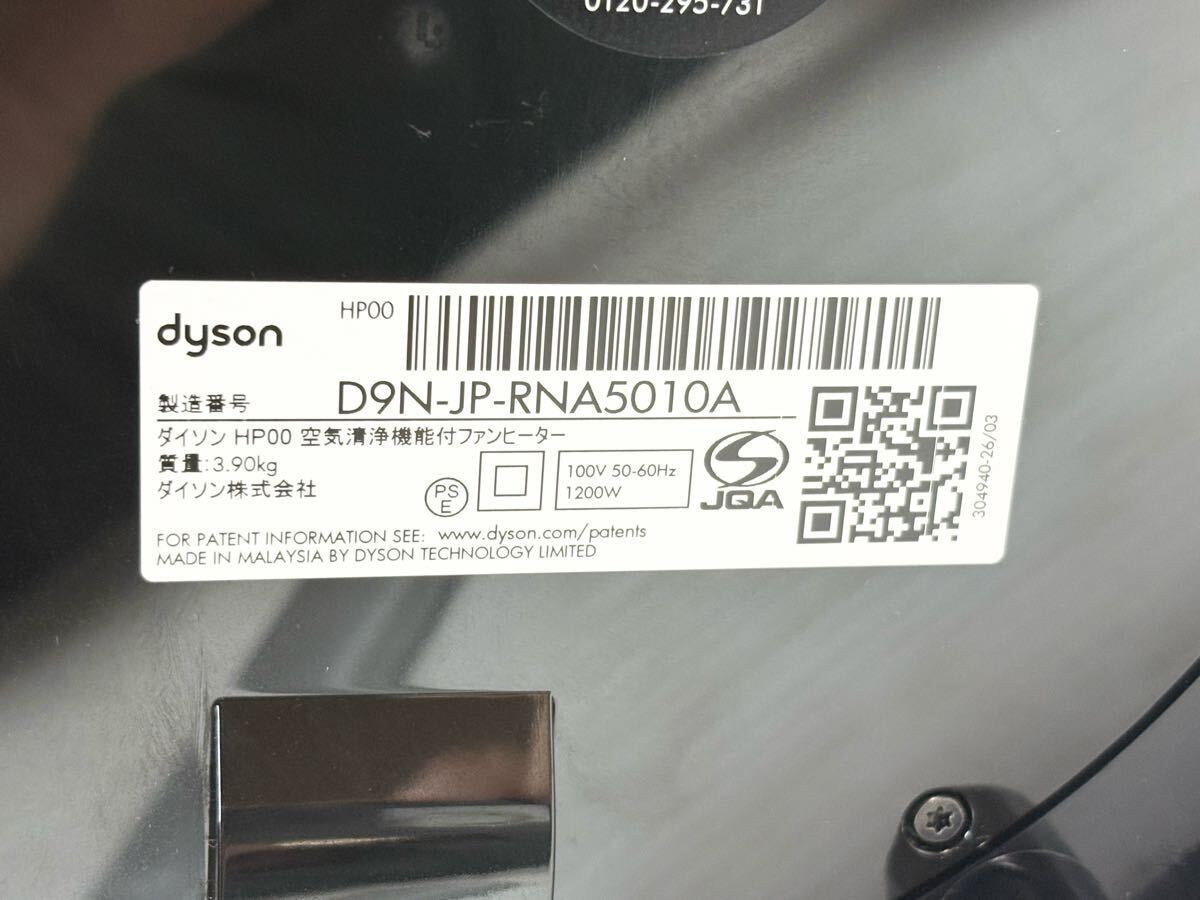 0120-295-731
dyson
HP00
製造番号 D9N-JP-RNA5010A
ダイソン HP00 空気清浄機能付ファンヒーター
質量:3.90kg
ダイソン株式会社
PS
E
100V 50-60Hz
1200W
JQA
304940-26/03
FOR PATENT INFORMATION SEE: www.dyson.com/patents
MADE IN MALAYSIA BY DYSON TECHNOLOGY LIMITED